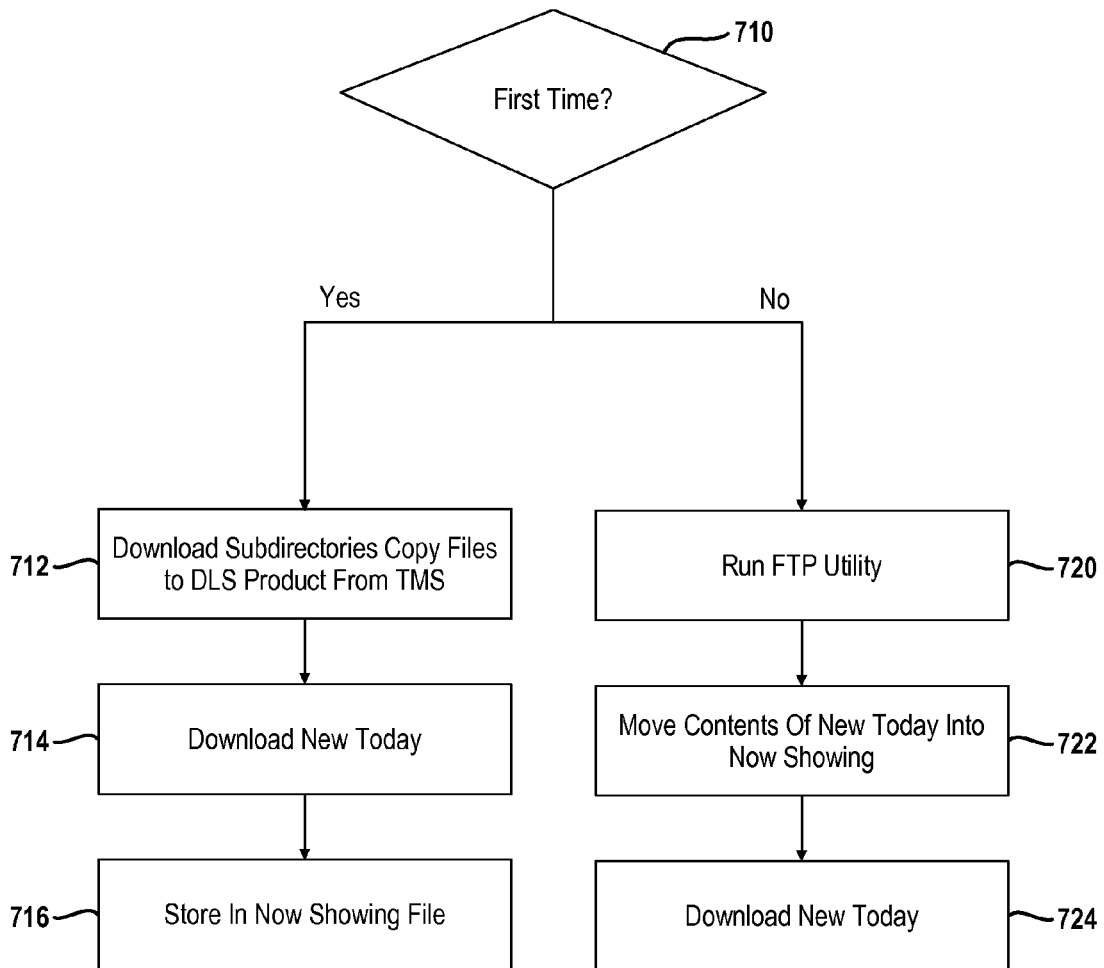 710
First Time?
Yes
No
712
Download Subdirectories Copy Files
to DLS Product From TMS
Run FTP Utility
720
714
Download New Today
Move Contents Of New Today Into
Now Showing
722
716
Store In Now Showing File
Download New Today
724